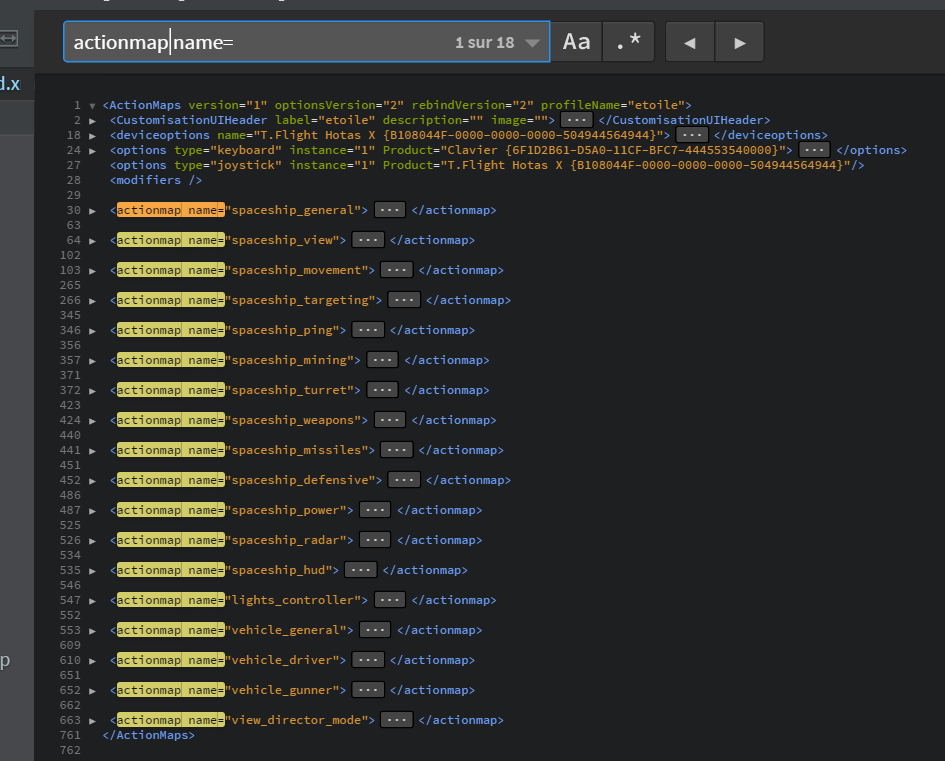 actionmap name= 1 sur 18 Aa .*
d.x
1 <ActionMaps version="1" optionsVersion="2" rebindVersion="2" profileName="etoile">
2 <CustomisationUIHeader label="etoile" description="" image=""> ... </CustomisationUIHeader>
18 <deviceoptions name="T.Flight Hotas X {B108044F-0000-0000-0000-504944564944}"> ... </deviceoptions>
24 <options type="keyboard" instance="1" Product="Clavier {6F1D2B61-D5A0-11CF-BFC7-444553540000}"> ... </options>
27 <options type="joystick" instance="1" Product="T.Flight Hotas X {B108044F-0000-0000-0000-504944564944}"/>
28 <modifiers />
29
30 <actionmap name="spaceship_general"> ... </actionmap>
63
64 <actionmap name="spaceship_view"> ... </actionmap>
102
103 <actionmap name="spaceship_movement"> ... </actionmap>
265
266 <actionmap name="spaceship_targeting"> ... </actionmap>
345
346 <actionmap name="spaceship_ping"> ... </actionmap>
356
357 <actionmap name="spaceship_mining"> ... </actionmap>
371
372 <actionmap name="spaceship_turret"> ... </actionmap>
423
424 <actionmap name="spaceship_weapons"> ... </actionmap>
440
441 <actionmap name="spaceship_missiles"> ... </actionmap>
451
452 <actionmap name="spaceship_defensive"> ... </actionmap>
486
487 <actionmap name="spaceship_power"> ... </actionmap>
525
526 <actionmap name="spaceship_radar"> ... </actionmap>
534
535 <actionmap name="spaceship_hud"> ... </actionmap>
546
547 <actionmap name="lights_controller"> ... </actionmap>
552
553 <actionmap name="vehicle_general"> ... </actionmap>
609
610 <actionmap name="vehicle_driver"> ... </actionmap>
651
652 <actionmap name="vehicle_gunner"> ... </actionmap>
662
663 <actionmap name="view_director_mode"> ... </actionmap>
761 </ActionMaps>
762
p